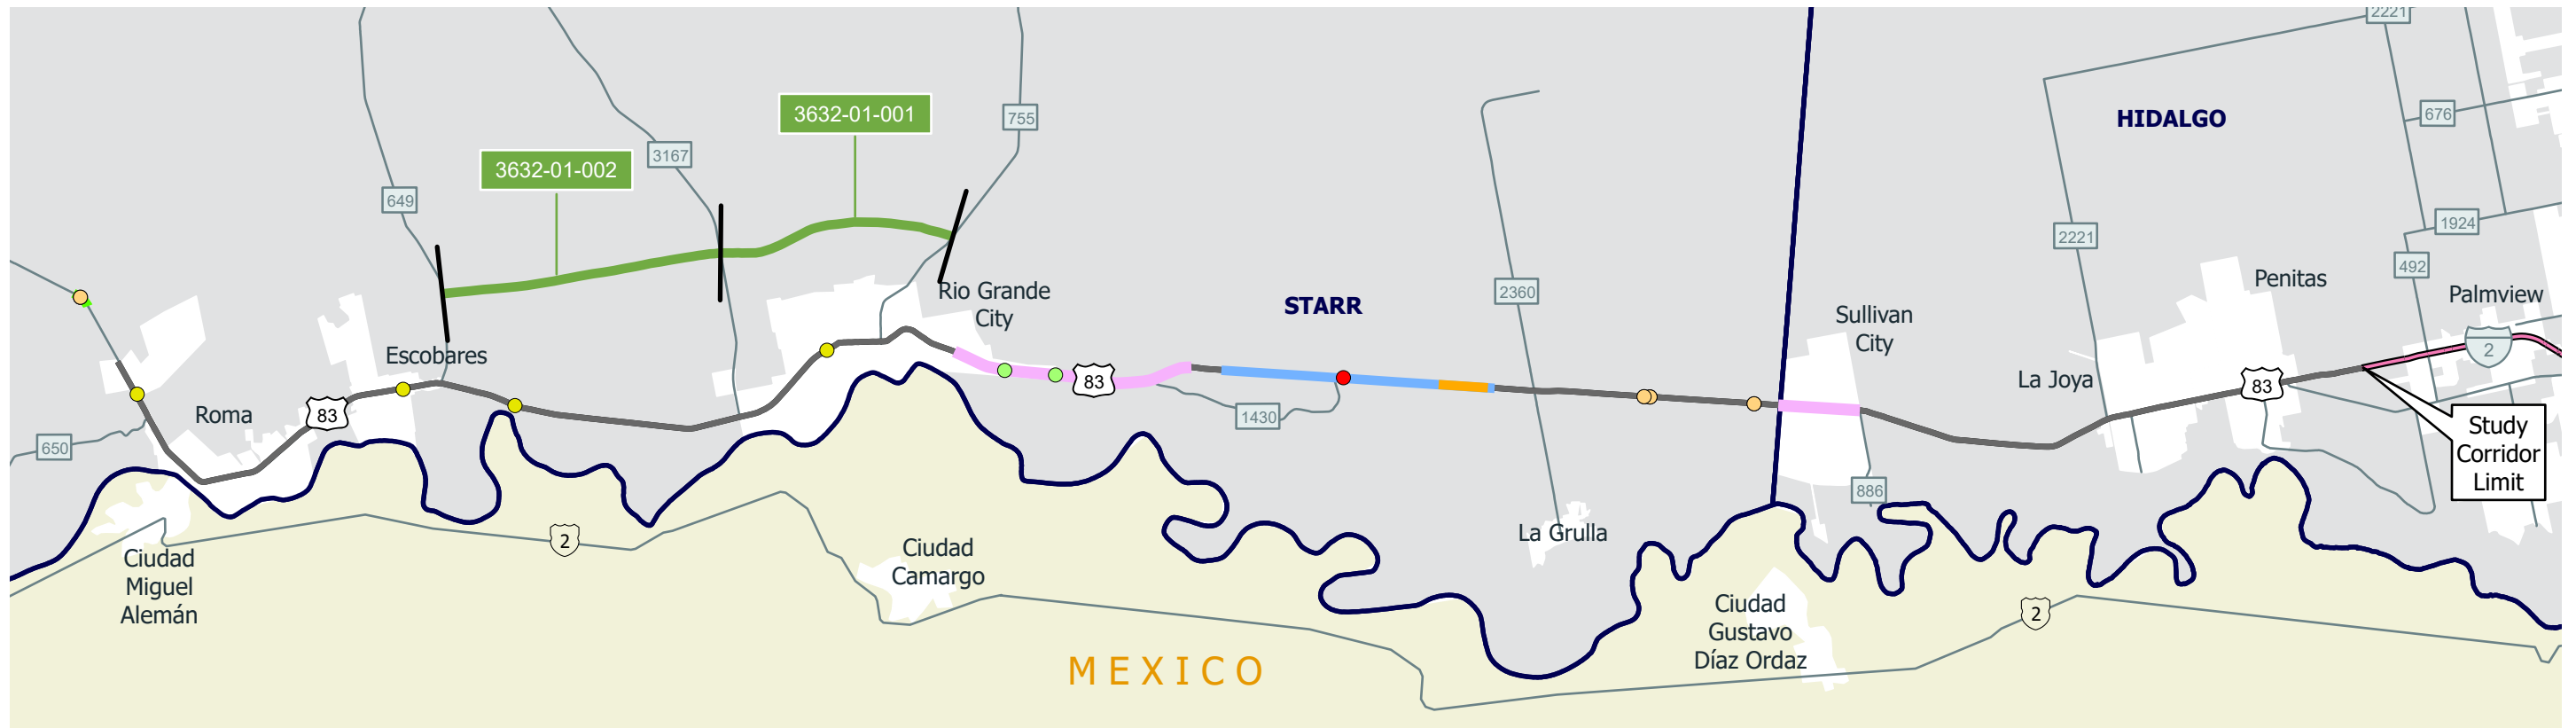 2221
3632-01-001
755
676
HIDALGO
3167
3632-01-002
649
1924
2221
492
Penitas
Rio Grande
City
STARR
2360
Palmview
Sullivan
City
Escobares
2
La Joya
83
83
Roma
83
1430
650
Study
Corridor
Limit
886
2
La Grulla
Ciudad
Miguel
Alemán
Ciudad
Camargo
Ciudad
Gustavo
Díaz Ordaz
2
MEXICO